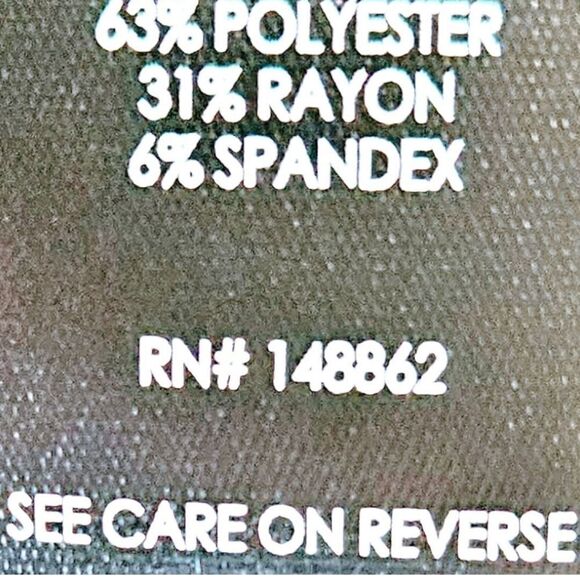 63% POLYESTER
31% RAYON
6% SPANDEX
RN# 148862
SEE CARE ON REVERSE